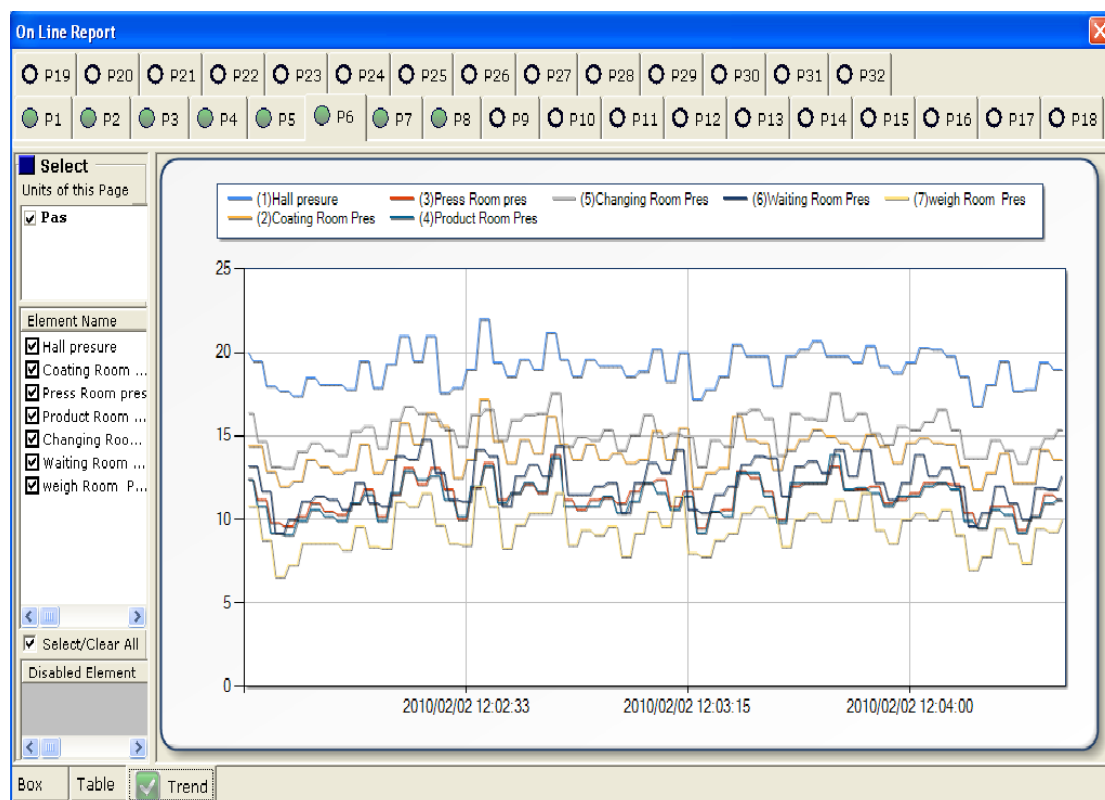 On Line Report
P19 P20 P21 P22 P23 P24 P25 P26 P27 P28 P29 P30 P31 P32
P1 P2 P3 P4 P5 P6 P7 P8 P9 P10 P11 P12 P13 P14 P15 P16 P17 P18
Select
Units of this Page
Pas
Element Name
Hall presure
Coating Room ...
Press Room pres
Product Room ...
Changing Roo...
Waiting Room ...
weigh Room P...
Select/Clear All
Disabled Element
(1)Hall presure (3)Press Room pres (5)Changing Room Pres (6)Waiting Room Pres (7)weigh Room Pres
(2)Coating Room Pres (4)Product Room Pres
25
20
15
10
5
0
2010/02/02 12:02:33 2010/02/02 12:03:15 2010/02/02 12:04:00
Box Table Trend